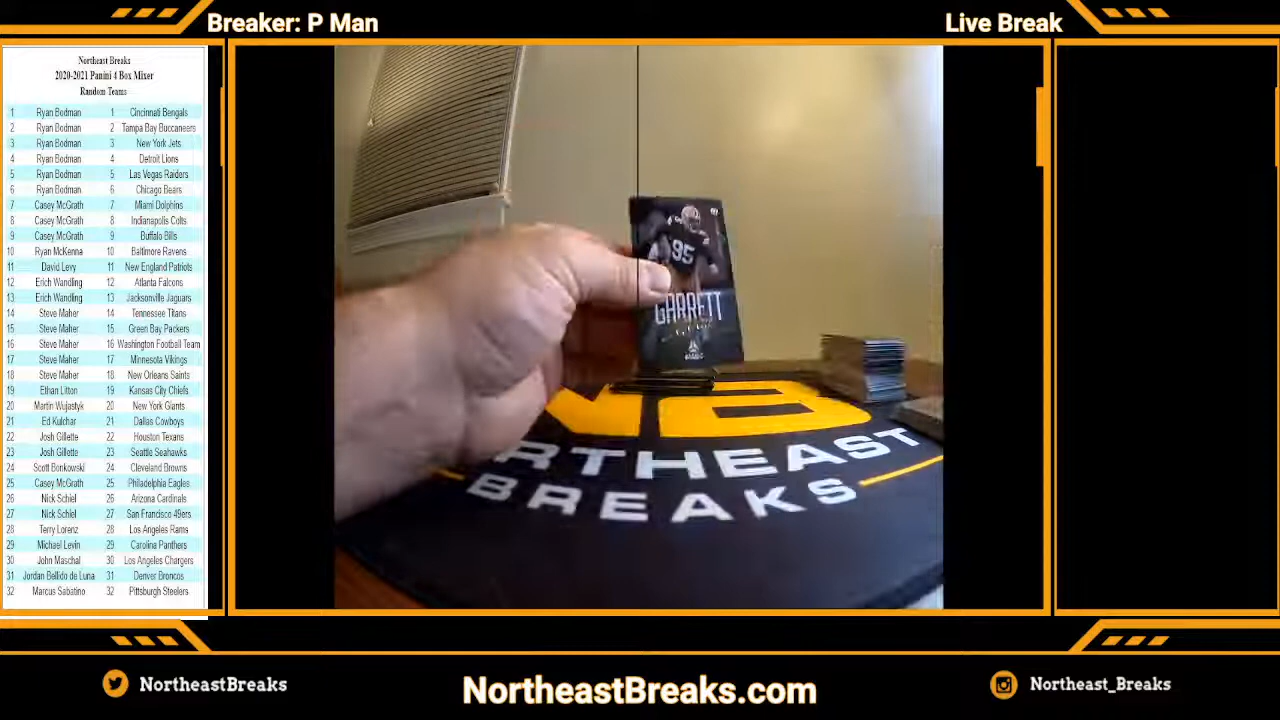 Breaker: P Man
Live Break
Northeast Breaks
2020-2021 Panini 4 Box Mixer
Random Teams
1 Ryan Bodman 1 Cincinnati Bengals
2 Ryan Bodman 2 Tampa Bay Buccaneers
3 Ryan Bodman 3 New York Jets
4 Ryan Bodman 4 Detroit Lions
5 Ryan Bodman 5 Las Vegas Raiders
6 Ryan Bodman 6 Chicago Bears
7 Casey McGrath 7 Miami Dolphins
8 Casey McGrath 8 Indianapolis Colts
9 Casey McGrath 9 Buffalo Bills
10 Ryan McKenna 10 Baltimore Ravens
11 David Levy 11 New England Patriots
12 Erich Wandling 12 Atlanta Falcons
13 Erich Wandling 13 Jacksonville Jaguars
14 Steve Maher 14 Tennessee Titans
15 Steve Maher 15 Green Bay Packers
16 Steve Maher 16 Washington Football Team
17 Steve Maher 17 Minnesota Vikings
18 Steve Maher 18 New Orleans Saints
19 Ethan Litton 19 Kansas City Chiefs
20 Martin Wujastyk 20 New York Giants
21 Ed Kulchar 21 Dallas Cowboys
22 Josh Gillette 22 Houston Texans
23 Josh Gillette 23 Seattle Seahawks
24 Scott Bonkowski 24 Cleveland Browns
25 Casey McGrath 25 Philadelphia Eagles
26 Nick Schiel 26 Arizona Cardinals
27 Nick Schiel 27 San Francisco 49ers
28 Terry Lorenz 28 Los Angeles Rams
29 Michael Levin 29 Carolina Panthers
30 John Maschal 30 Los Angeles Chargers
31 Jordan Bellido de Luna 31 Denver Broncos
32 Marcus Sabatino 32 Pittsburgh Steelers
95
GARRETT
NB
NORTHEAST
BREAKS
NortheastBreaks
NortheastBreaks.com
Northeast_Breaks